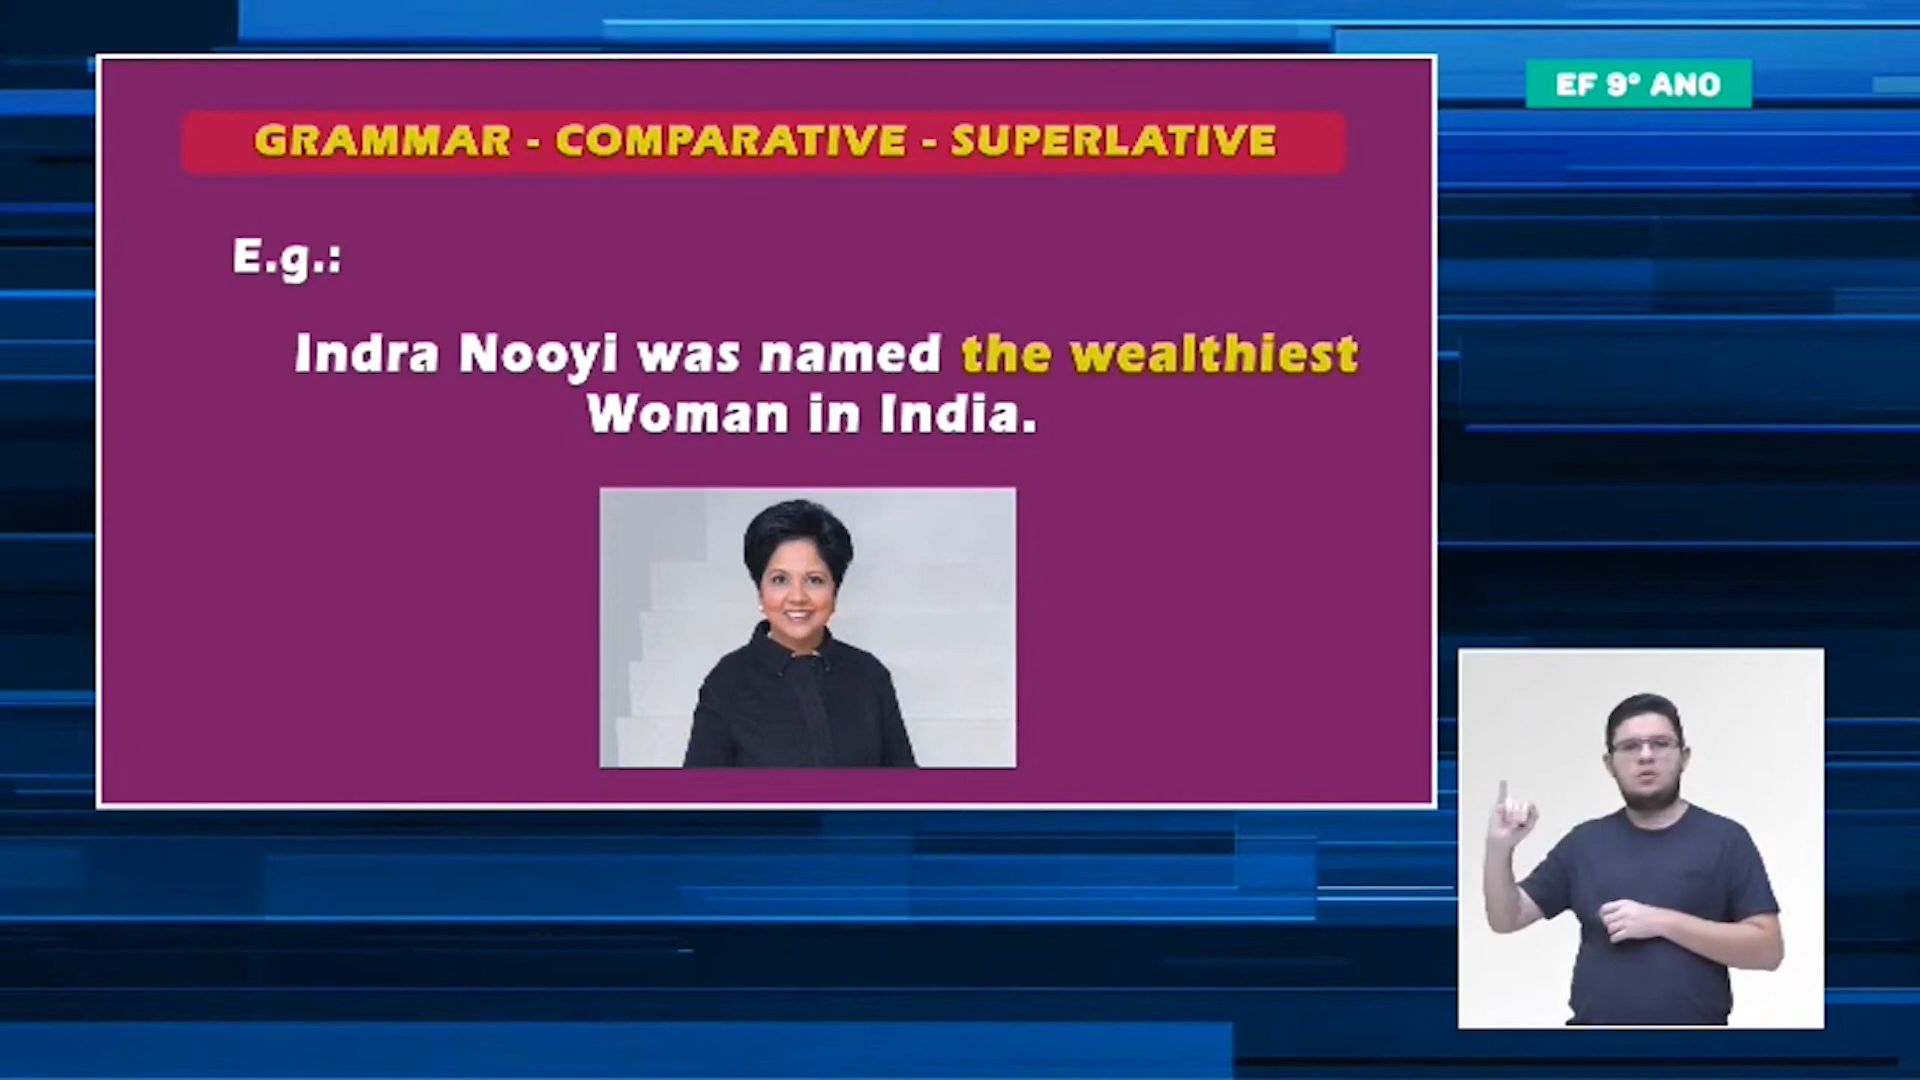 GRAMMAR - COMPARATIVE - SUPERLATIVE
EF 9º ANO
E.g.:
Indra Nooyi was named the wealthiest
Woman in India.